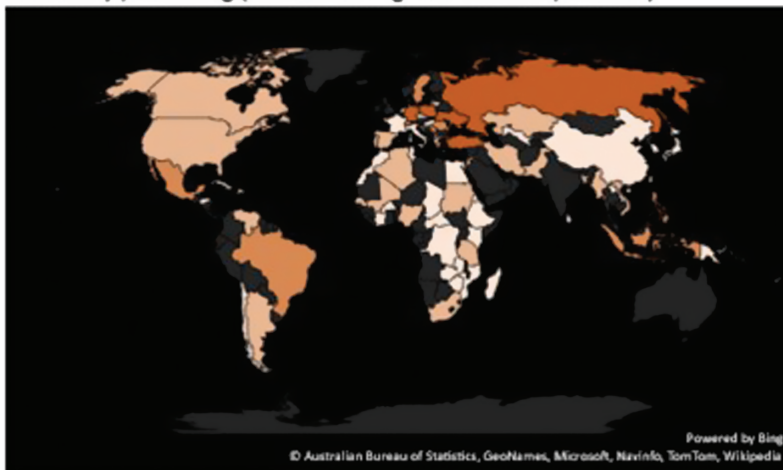 Powered by Bing
© Australian Bureau of Statistics, GeoNames, Microsoft, Navinfo, TomTom, Wikipedia